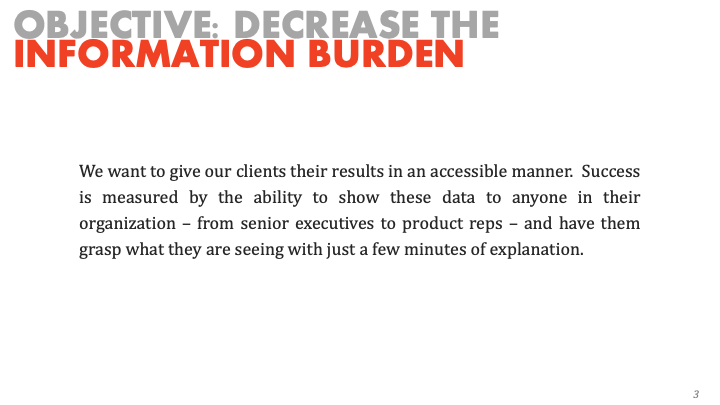 OBJECTIVE: DECREASE THE
INFORMATION BURDEN
We want to give our clients their results in an accessible manner.  Success
is measured by the ability to show these data to anyone in their
organization – from senior executives to product reps – and have them
grasp what they are seeing with just a few minutes of explanation.
3